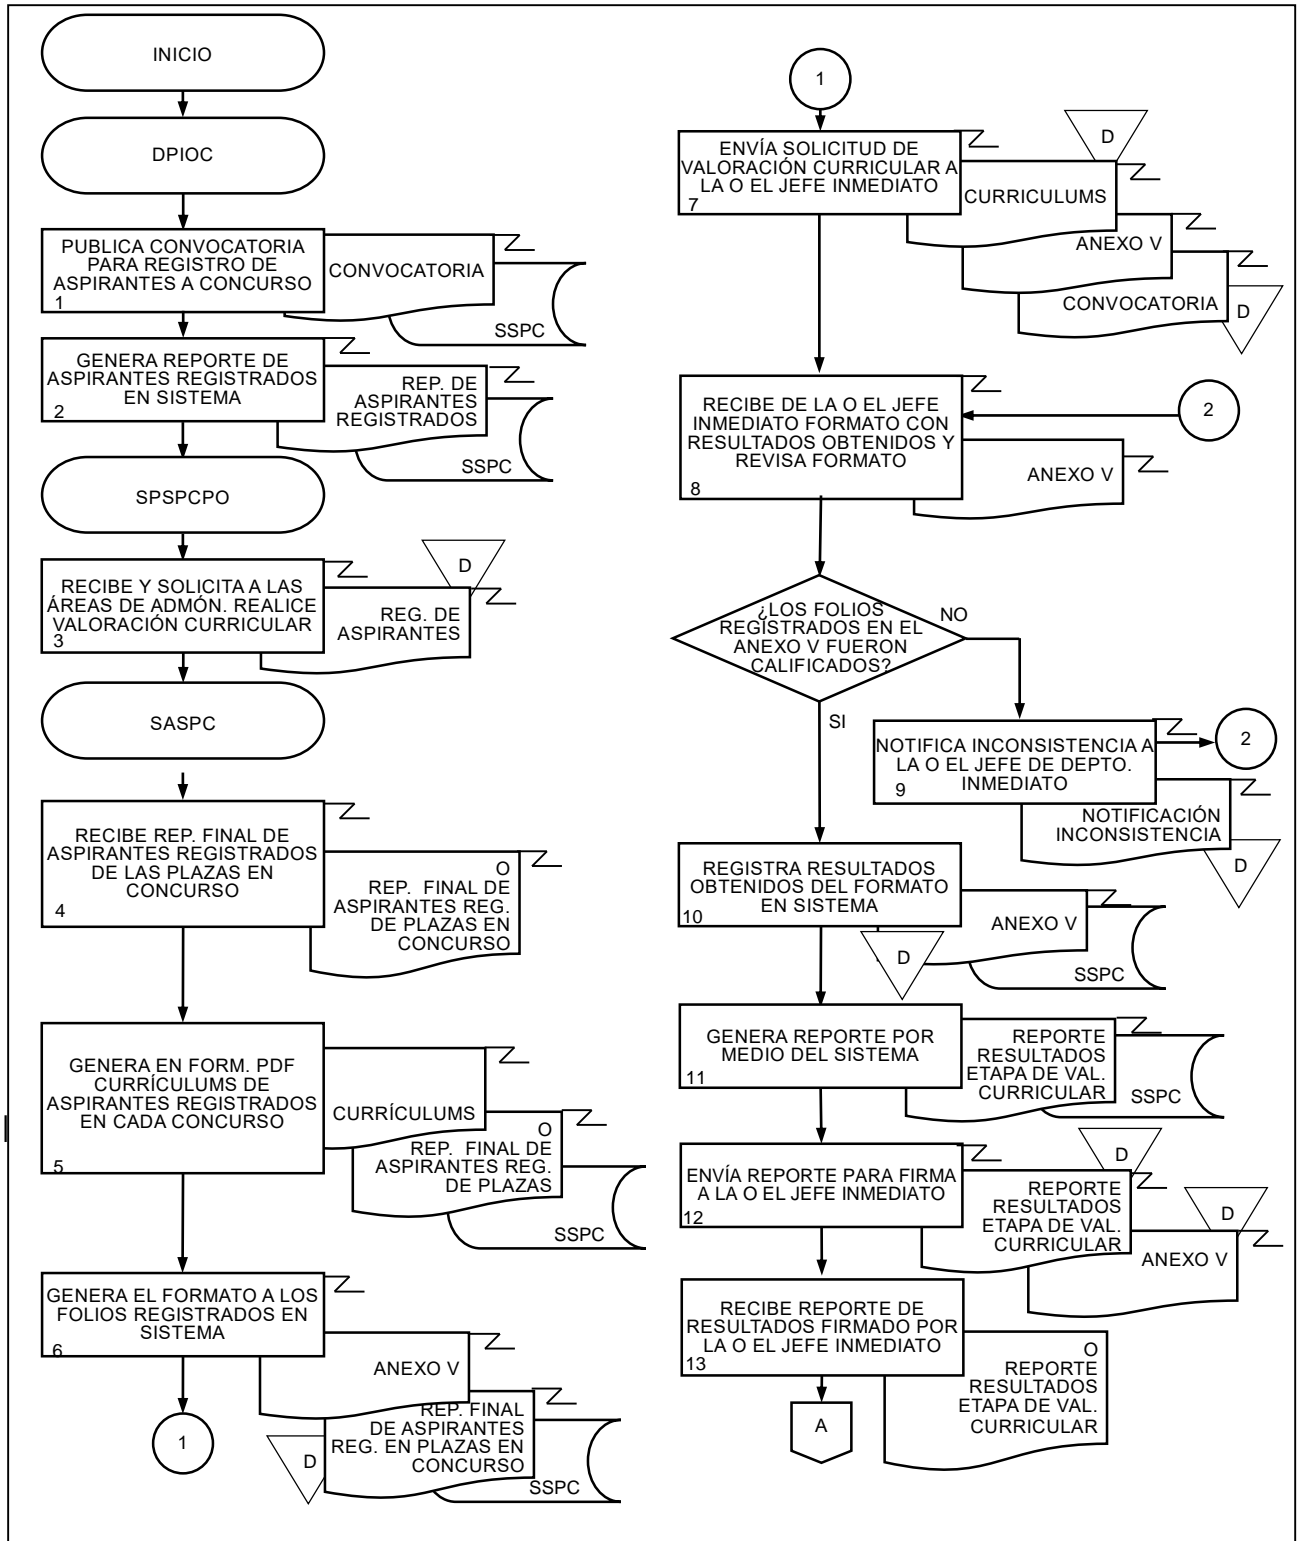 INICIO
DPIOC
PUBLICA CONVOCATORIA
PARA REGISTRO DE
ASPIRANTES A CONCURSO
1
CONVOCATORIA
SSPC
GENERA REPORTE DE
ASPIRANTES REGISTRADOS
EN SISTEMA
2
REP. DE
ASPIRANTES
REGISTRADOS
SSPC
SPSPCPO
RECIBE Y SOLICITA A LAS
ÁREAS DE ADMÓN. REALICE
VALORACIÓN CURRICULAR
3
D
REG. DE
ASPIRANTES
SASPC
RECIBE REP. FINAL DE
ASPIRANTES REGISTRADOS
DE LAS PLAZAS EN
CONCURSO
4
O
REP. FINAL DE
ASPIRANTES REG.
DE PLAZAS EN
CONCURSO
GENERA EN FORM. PDF
CURRÍCULUMS DE
ASPIRANTES REGISTRADOS
EN CADA CONCURSO
5
CURRÍCULUMS
O
REP. FINAL DE
ASPIRANTES REG.
DE PLAZAS
SSPC
GENERA EL FORMATO A LOS
FOLIOS REGISTRADOS EN
SISTEMA
6
ANEXO V
REP. FINAL
DE ASPIRANTES
REG. EN PLAZAS EN
CONCURSO
D
SSPC
1
1
ENVÍA SOLICITUD DE
VALORACIÓN CURRICULAR A
LA O EL JEFE INMEDIATO
7
D
CURRICULUMS
ANEXO V
CONVOCATORIA
D
RECIBE DE LA O EL JEFE
INMEDIATO FORMATO CON
RESULTADOS OBTENIDOS Y
REVISA FORMATO
8
2
ANEXO V
¿LOS FOLIOS
REGISTRADOS EN EL
ANEXO V FUERON
CALIFICADOS?
NO
SI
NOTIFICA INCONSISTENCIA A
LA O EL JEFE DE DEPTO.
INMEDIATO
9
2
NOTIFICACIÓN
INCONSISTENCIA
D
REGISTRA RESULTADOS
OBTENIDOS DEL FORMATO
EN SISTEMA
10
ANEXO V
D
SSPC
GENERA REPORTE POR
MEDIO DEL SISTEMA
11
REPORTE
RESULTADOS
ETAPA DE VAL.
CURRICULAR
SSPC
ENVÍA REPORTE PARA FIRMA
A LA O EL JEFE INMEDIATO
12
D
REPORTE
RESULTADOS
ETAPA DE VAL.
CURRICULAR
D
ANEXO V
RECIBE REPORTE DE
RESULTADOS FIRMADO POR
LA O EL JEFE INMEDIATO
13
O
REPORTE
RESULTADOS
ETAPA DE VAL.
CURRICULAR
A